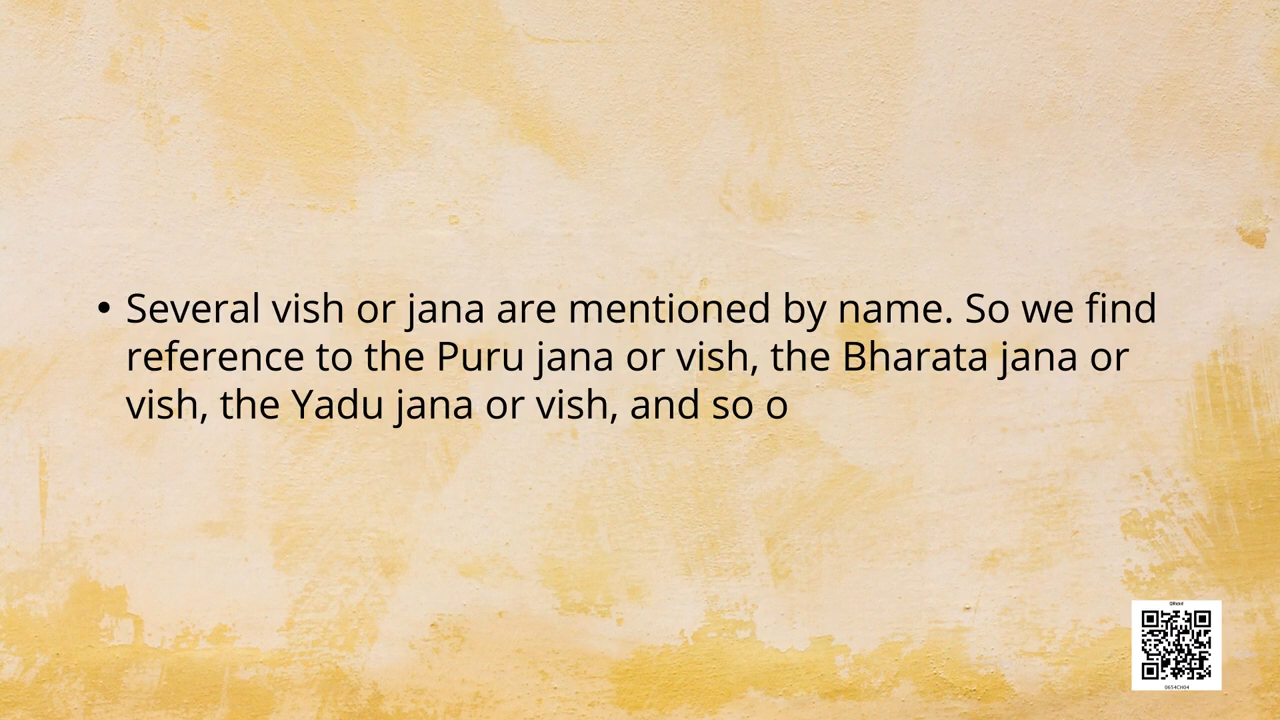 • Several vish or jana are mentioned by name. So we find
reference to the Puru jana or vish, the Bharata jana or
vish, the Yadu jana or vish, and so o
0654CH04